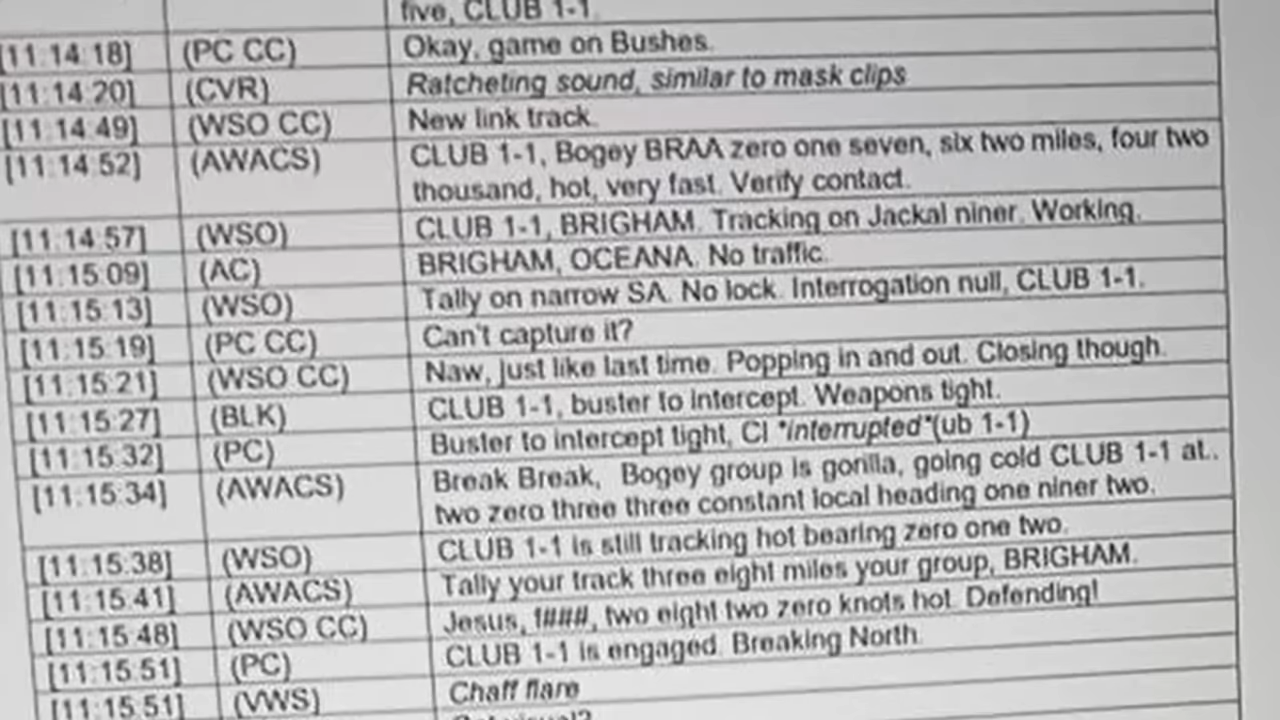 five, CLUB 1-1
[11:14:18] (PC CC) Okay, game on Bushes.
[11:14:20] (CVR) Ratcheting sound, similar to mask clips
[11:14:49] (WSO CC) New link track.
[11:14:52] (AWACS) CLUB 1-1, Bogey BRAA zero one seven, six two miles, four two
thousand, hot, very fast. Verify contact.
[11:14:57] (WSO) CLUB 1-1, BRIGHAM. Tracking on Jackal niner. Working.
[11:15:09] (AC) BRIGHAM, OCEANA. No traffic.
[11:15:13] (WSO) Tally on narrow SA. No lock. Interrogation null, CLUB 1-1.
[11:15:19] (PC CC) Can't capture it?
[11:15:21] (WSO CC) Naw, just like last time. Popping in and out. Closing though.
[11:15:27] (BLK) CLUB 1-1, buster to intercept. Weapons tight.
[11:15:32] (PC) Buster to intercept tight, Cl *interrupted*(ub 1-1)
[11:15:34] (AWACS) Break Break, Bogey group is gorilla, going cold CLUB 1-1 at..
two zero three three constant local heading one niner two.
[11:15:38] (WSO) CLUB 1-1 is still tracking hot bearing zero one two.
[11:15:41] (AWACS) Tally your track three eight miles your group, BRIGHAM.
[11:15:48] (WSO CC) Jesus, f###, two eight two zero knots hot. Defending!
[11:15:51] (PC) CLUB 1-1 is engaged. Breaking North.
[11:15:51] (VWS) Chaff flare